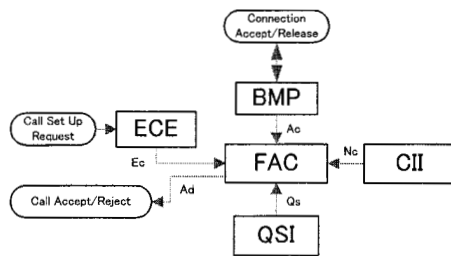 Connection
Accept/Release
BMP
Call Set Up
Request
ECE
Ac
Ec
FAC
Nc
CII
Ad
Call Accept/Reject
Qs
QSI